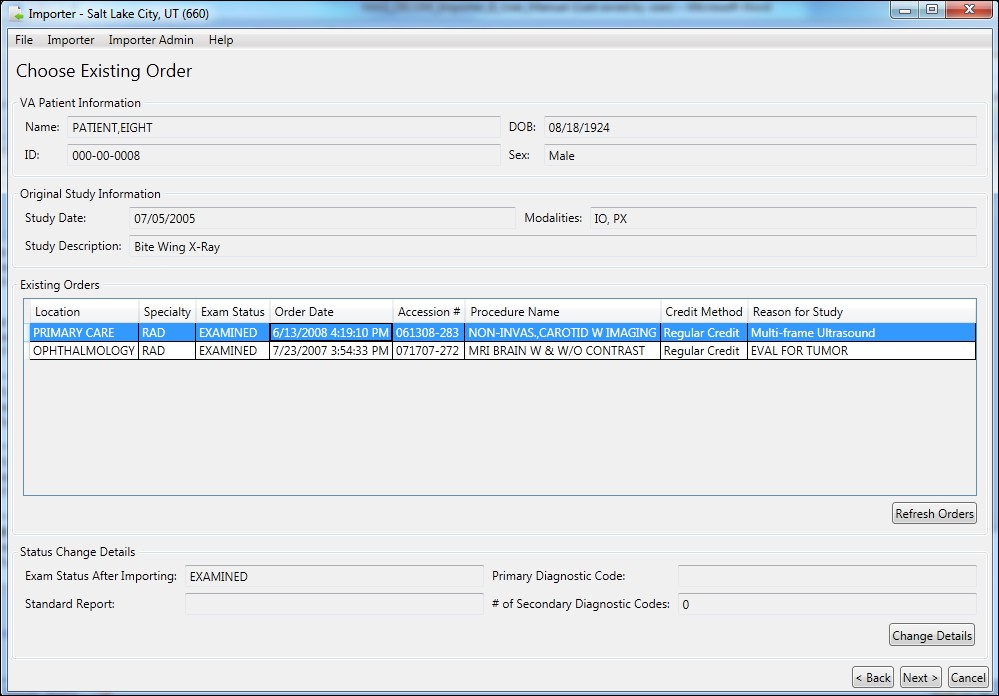 Importer - Salt Lake City, UT (660)
File Importer Importer Admin Help
Choose Existing Order
VA Patient Information
Name: PATIENT,EIGHT DOB: 08/18/1924
ID: 000-00-0008 Sex: Male
Original Study Information
Study Date: 07/05/2005 Modalities: IO, PX
Study Description: Bite Wing X-Ray
Existing Orders
Location Specialty Exam Status Order Date Accession # Procedure Name Credit Method Reason for Study
PRIMARY CARE RAD EXAMINED 6/13/2008 4:19:10 PM 061308-283 NON-INVAS.,CAROTID W IMAGING Regular Credit Multi-frame Ultrasound
OPHTHALMOLOGY RAD EXAMINED 7/23/2007 3:54:33 PM 071707-272 MRI BRAIN W & W/O CONTRAST Regular Credit EVAL FOR TUMOR
Refresh Orders
Status Change Details
Exam Status After Importing: EXAMINED Primary Diagnostic Code:
Standard Report: # of Secondary Diagnostic Codes: 0
Change Details
< Back Next > Cancel